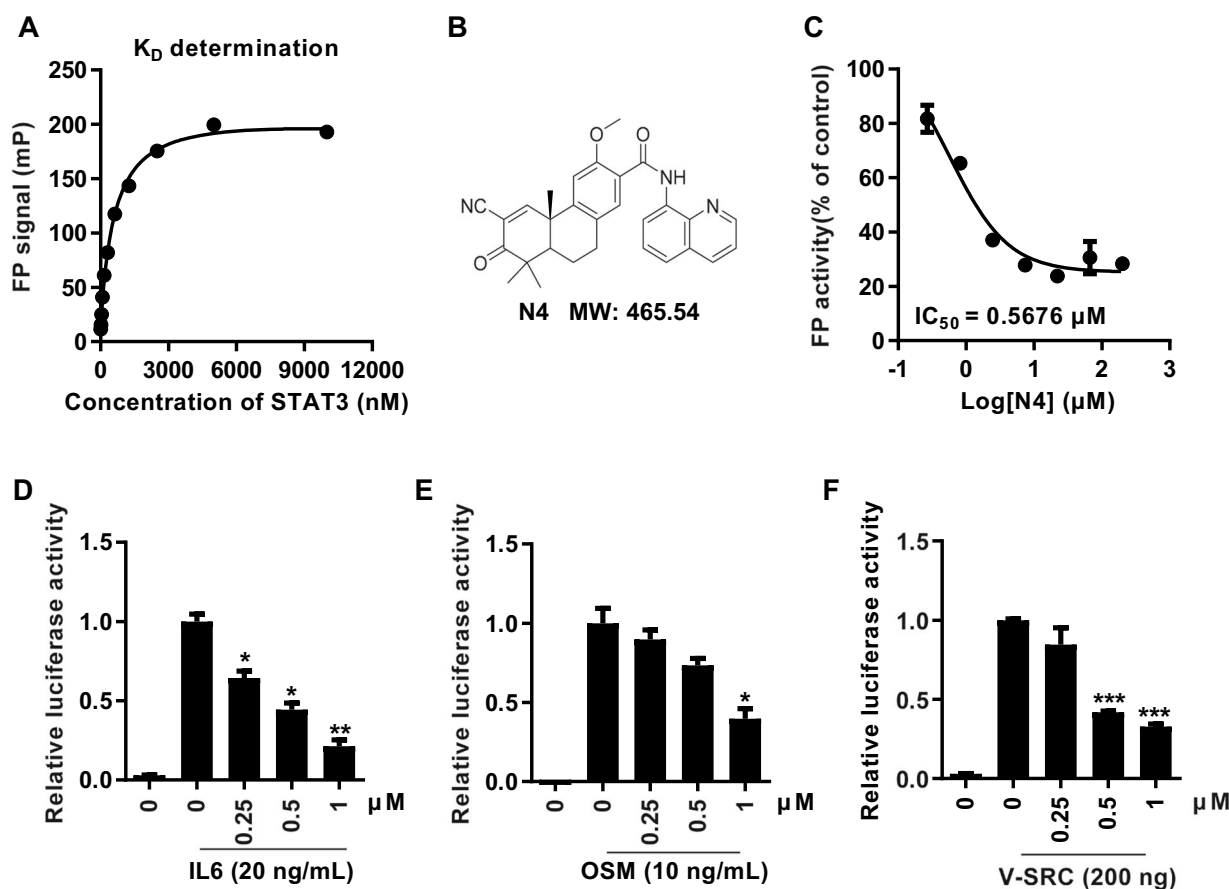 A
K_D determination
FP signal (mP)
250
200
150
100
50
0
0 3000 6000 9000 12000
Concentration of STAT3 (nM)
B
O
O
NH
N
NC
O
N4 MW: 465.54
C
FP activity(% of control)
100
80
60
40
20
0
IC50 = 0.5676 µM
-1 0 1 2 3
Log[N4] (µM)
D
Relative luciferase activity
1.5
1.0
0.5
0.0
* * **
0 0 0.25 0.5 1 µM
IL6 (20 ng/mL)
E
Relative luciferase activity
1.5
1.0
0.5
0.0
*
0 0 0.25 0.5 1 µM
OSM (10 ng/mL)
F
Relative luciferase activity
1.5
1.0
0.5
0.0
*** ***
0 0 0.25 0.5 1 µM
V-SRC (200 ng)